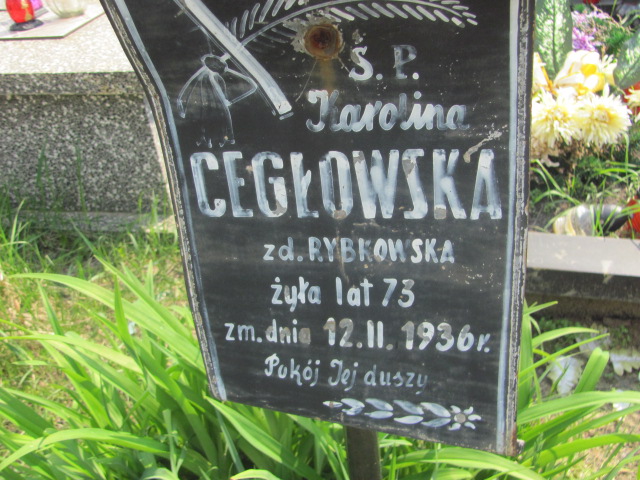 Ś. P.
Karolina
CEGŁOWSKA
zd. RYBKOWSKA
żyła lat 73
zm. dnia 12.II.1936 r.
Pokój Jej duszy